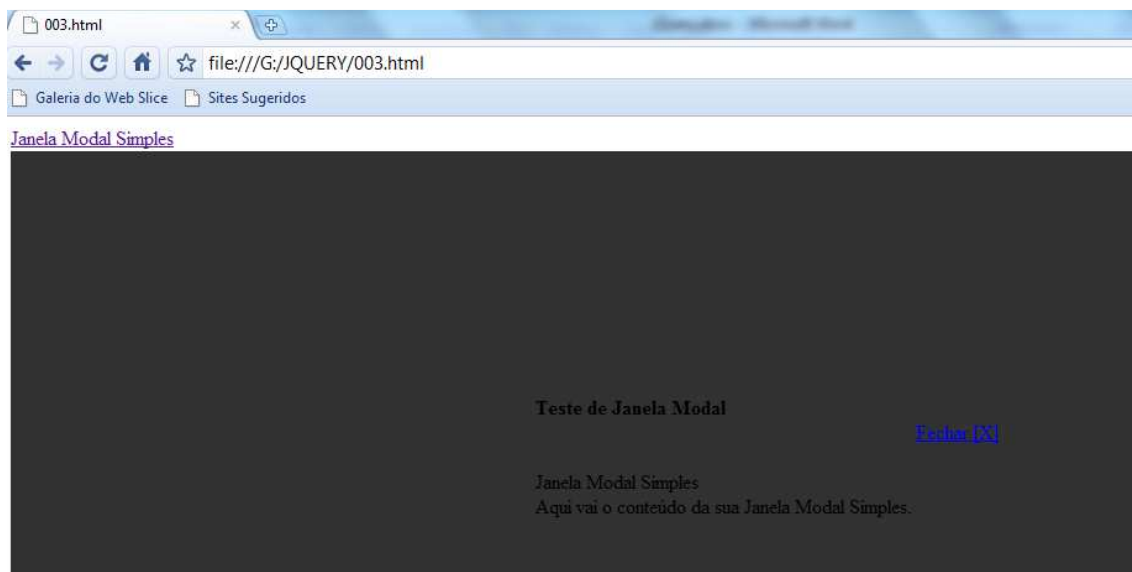 003.html
file:///G:/JQUERY/003.html
Galeria do Web Slice Sites Sugeridos
Janela Modal Simples
Teste de Janela Modal
Fechar [X]
Janela Modal Simples
Aqui vai o conteúdo da sua Janela Modal Simples.